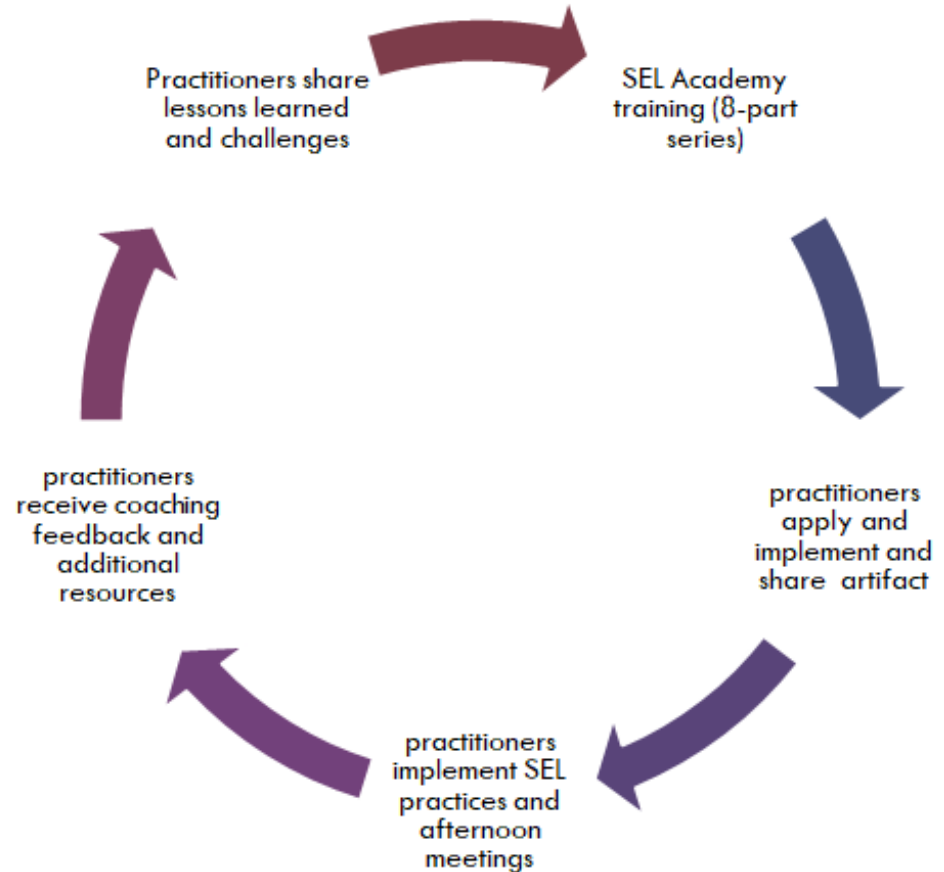 Practitioners share
lessons learned
and challenges
SEL Academy
training (8-part
series)
practitioners
apply and
implement and
share artifact
practitioners
implement SEL
practices and
afternoon
meetings
practitioners
receive coaching
feedback and
additional
resources